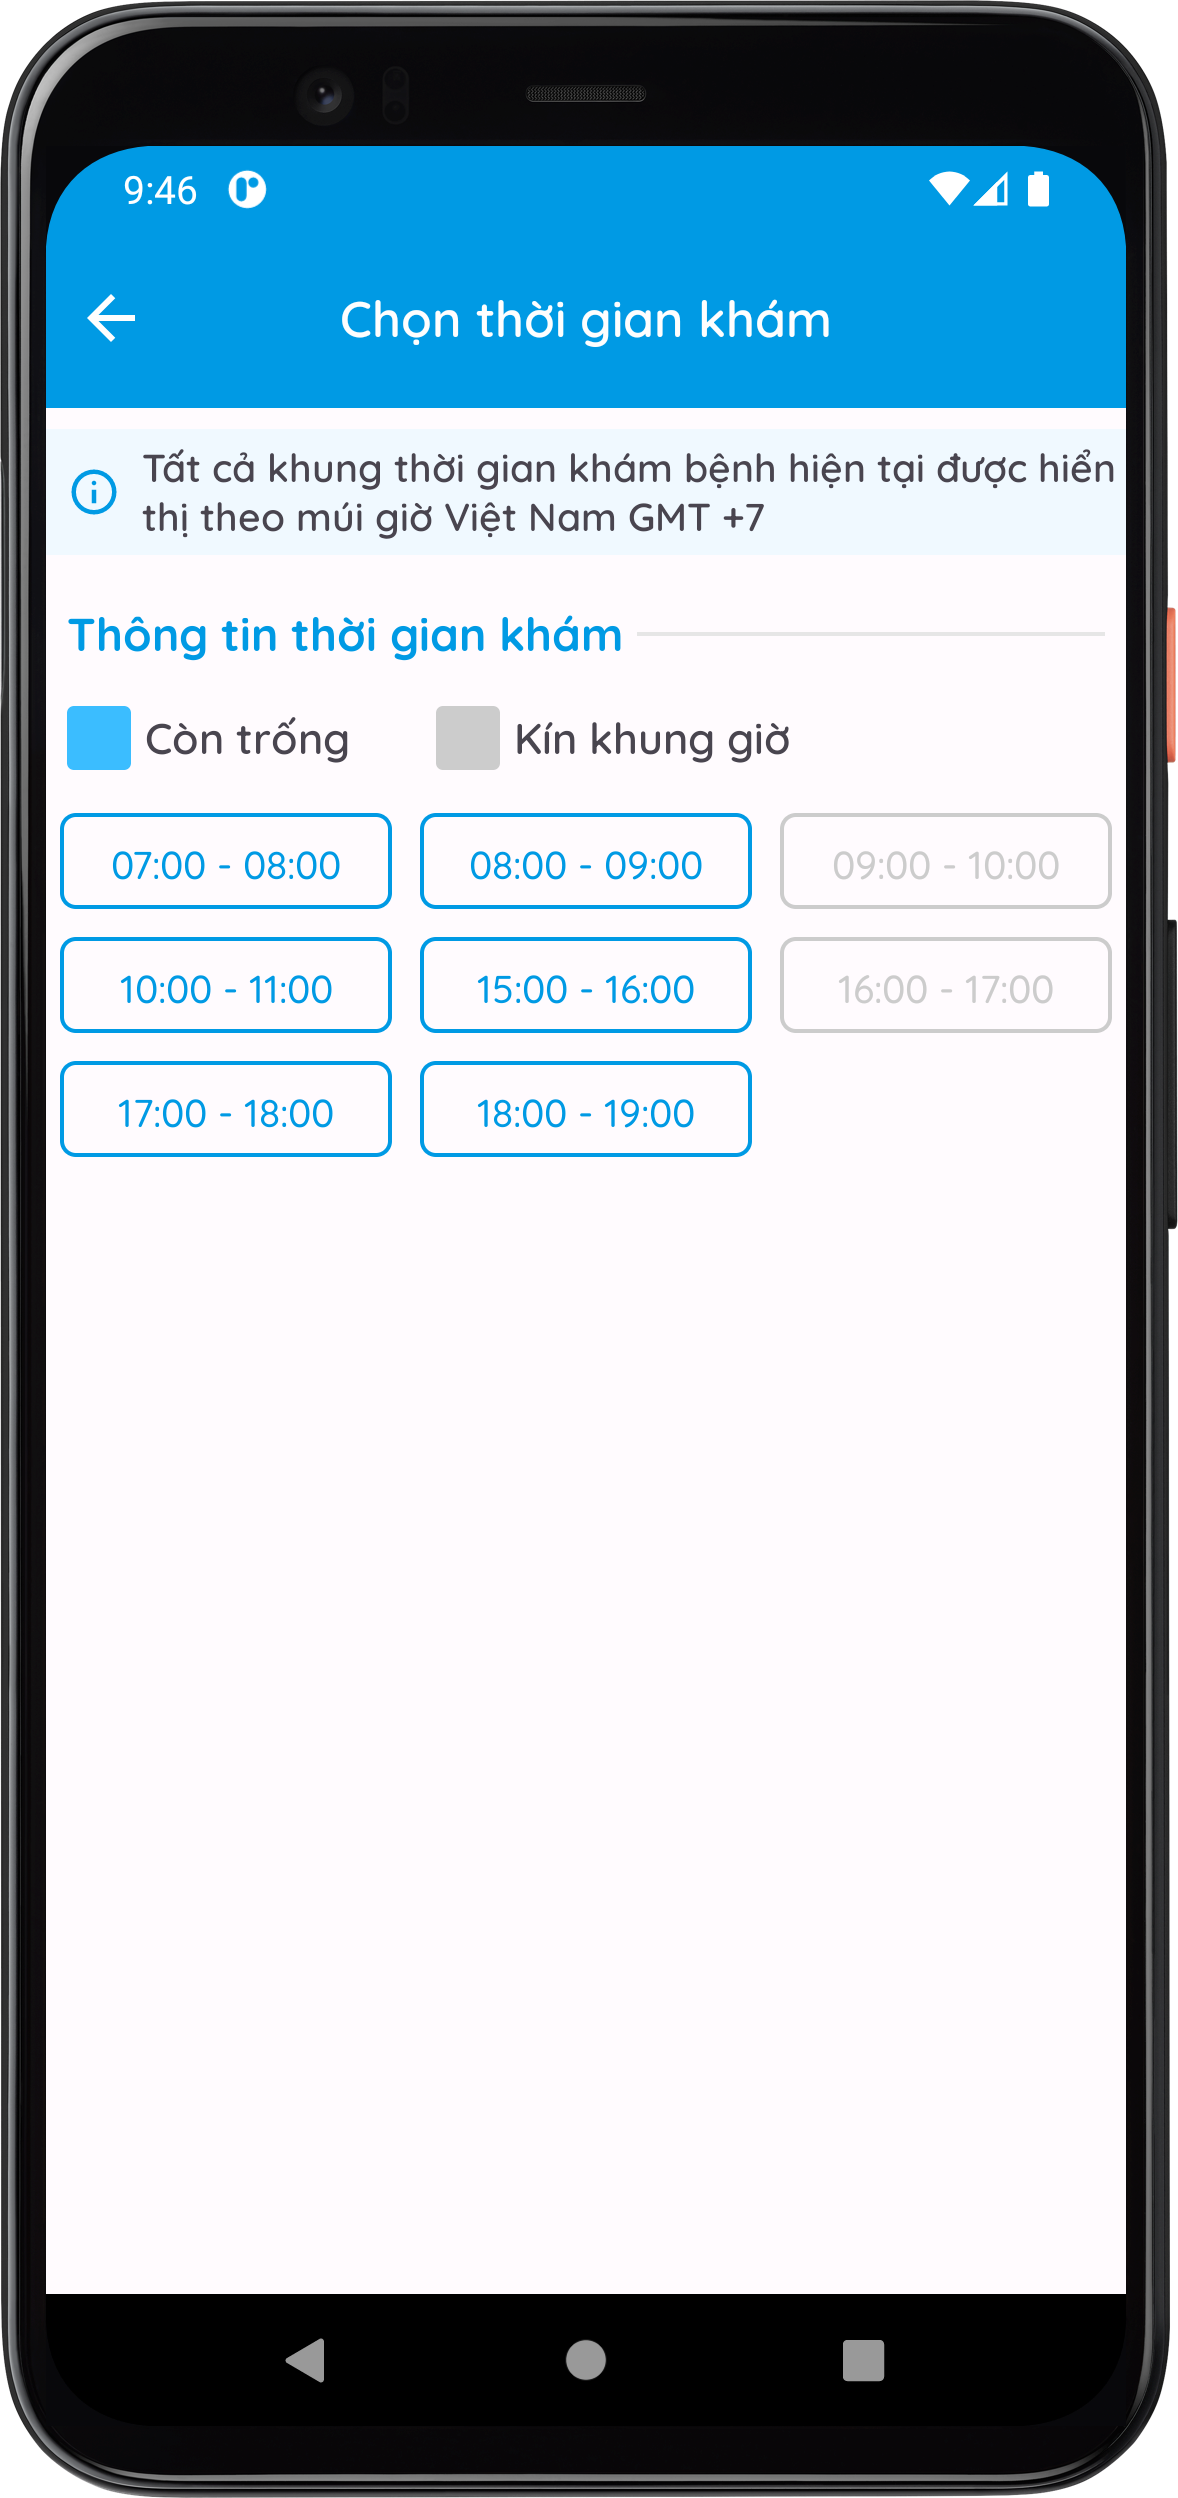 9:46
Chọn thời gian khám
Tất cả khung thời gian khám bệnh hiện tại được hiển
thị theo múi giờ Việt Nam GMT +7
Thông tin thời gian khám
Còn trống
Kín khung giờ
07:00 - 08:00
08:00 - 09:00
09:00 - 10:00
10:00 - 11:00
15:00 - 16:00
16:00 - 17:00
17:00 - 18:00
18:00 - 19:00